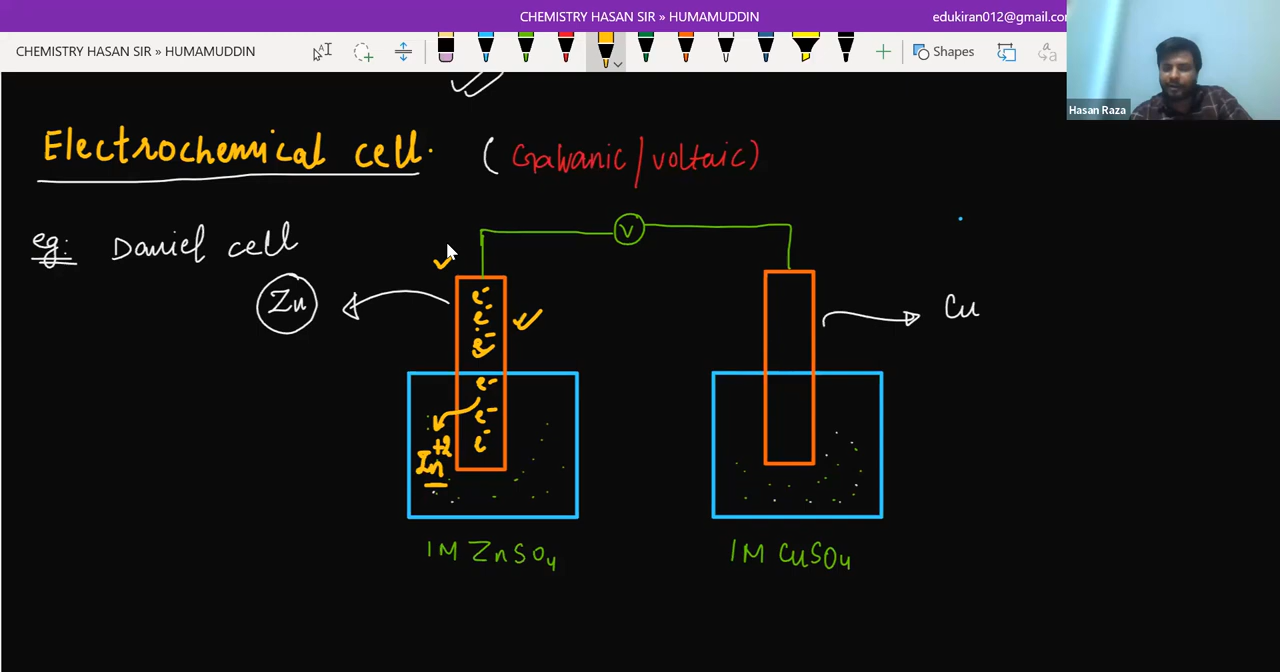 CHEMISTRY HASAN SIR » HUMAMUDDIN
edukiran012@gmail.co
CHEMISTRY HASAN SIR » HUMAMUDDIN
Shapes
Hasan Raza
Electrochemical cell. (Galvanic/voltaic)
eg: Daniel cell
V
Zn
Cu
e-
e-
e-
e-
e-
e-
Zn+2
1M ZnSO4
1M CuSO4